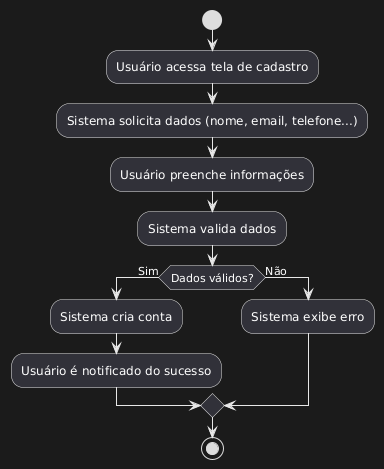 Usuário acessa tela de cadastro
Sistema solicita dados (nome, email, telefone...)
Usuário preenche informações
Sistema valida dados
Sim
Dados válidos?
Não
Sistema cria conta
Sistema exibe erro
Usuário é notificado do sucesso